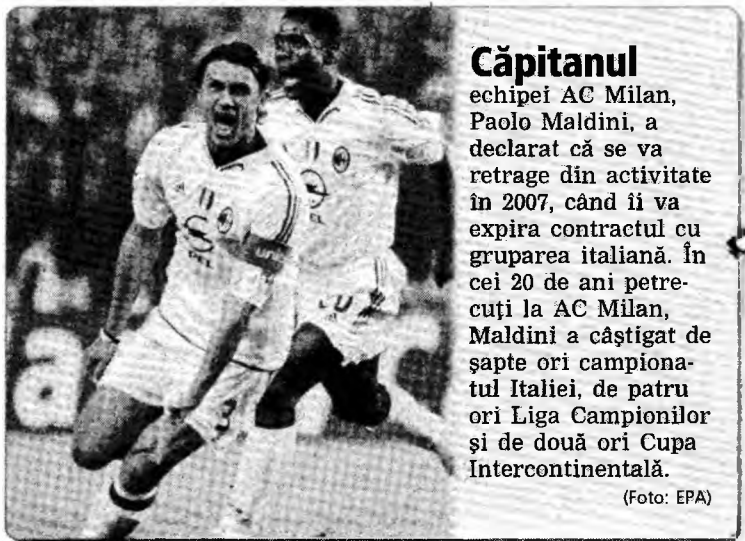 Căpitanul
echipei AC Milan,
Paolo Maldini, a
declarat că se va
retrage din activitate
în 2007, când îi va
expira contractul cu
gruparea italiană. În
cei 20 de ani petre-
cuţi la AC Milan,
Maldini a câştigat de
şapte ori campiona-
tul Italiei, de patru
ori Liga Campionilor
şi de două ori Cupa
Intercontinentală.
(Foto: EPA)
3